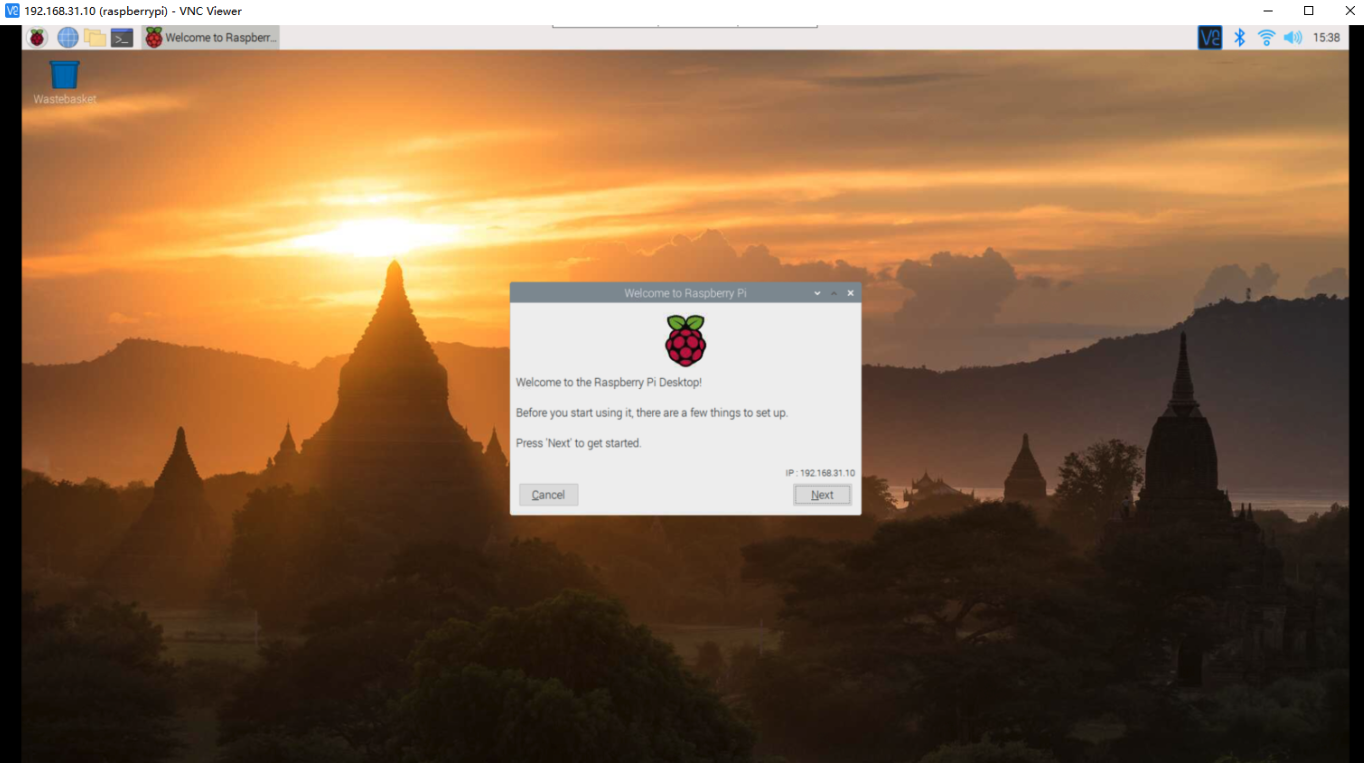 192.168.31.10 (raspberrypi) - VNC Viewer
Welcome to Raspberr...
15:38
Wastebasket
Welcome to Raspberry Pi
Welcome to the Raspberry Pi Desktop!
Before you start using it, there are a few things to set up.
Press 'Next' to get started.
IP : 192.168.31.10
Cancel
Next